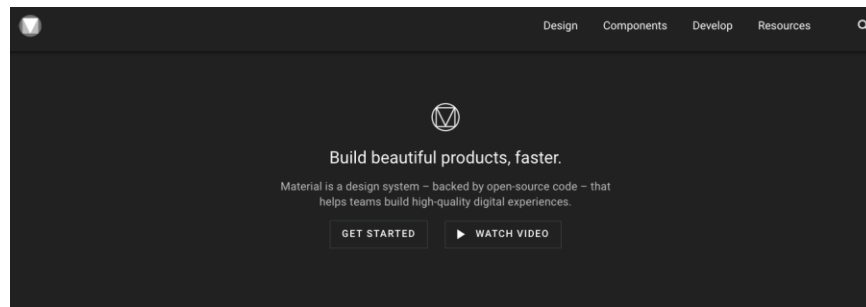 Design Components Develop Resources
Build beautiful products, faster.
Material is a design system – backed by open-source code – that
helps teams build high-quality digital experiences.
GET STARTED WATCH VIDEO